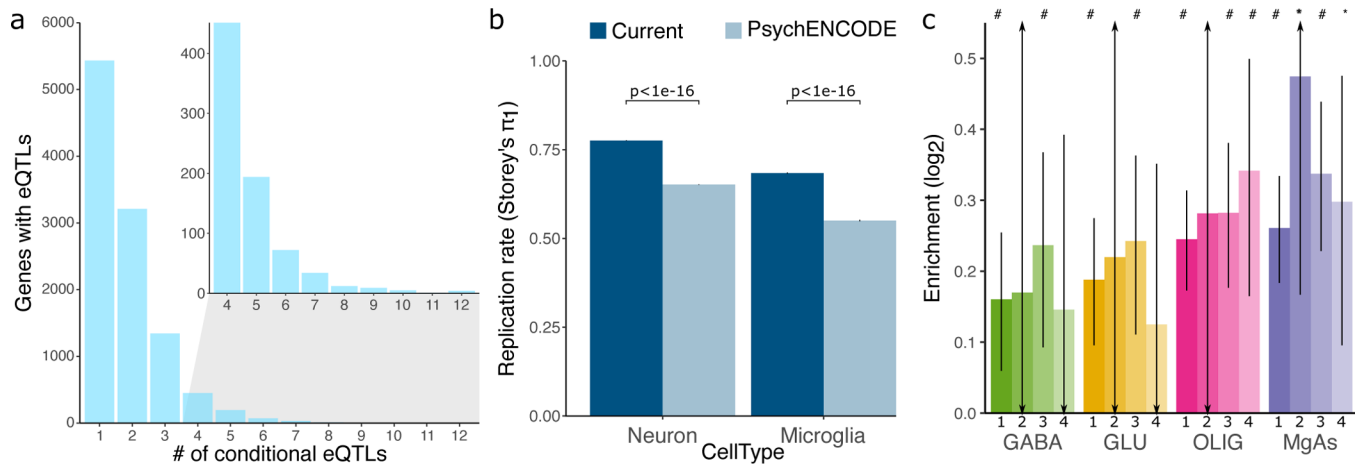 a
Genes with eQTLs
6000
5000
4000
3000
2000
1000
0
1 2 3 4 5 6 7 8 9 10 11 12
# of conditional eQTLs
400
300
200
100
0
4 5 6 7 8 9 10 11 12
b
Current PsychENCODE
Replication rate (Storey's π1)
1.00
0.75
0.50
0.25
0.00
p<1e-16 p<1e-16
Neuron Microglia
CellType
c
# # # # # # # # * # *
Enrichment (log2)
0.5
0.4
0.3
0.2
0.1
0.0
1 2 3 4 1 2 3 4 1 2 3 4 1 2 3 4
GABA GLU OLIG MgAs